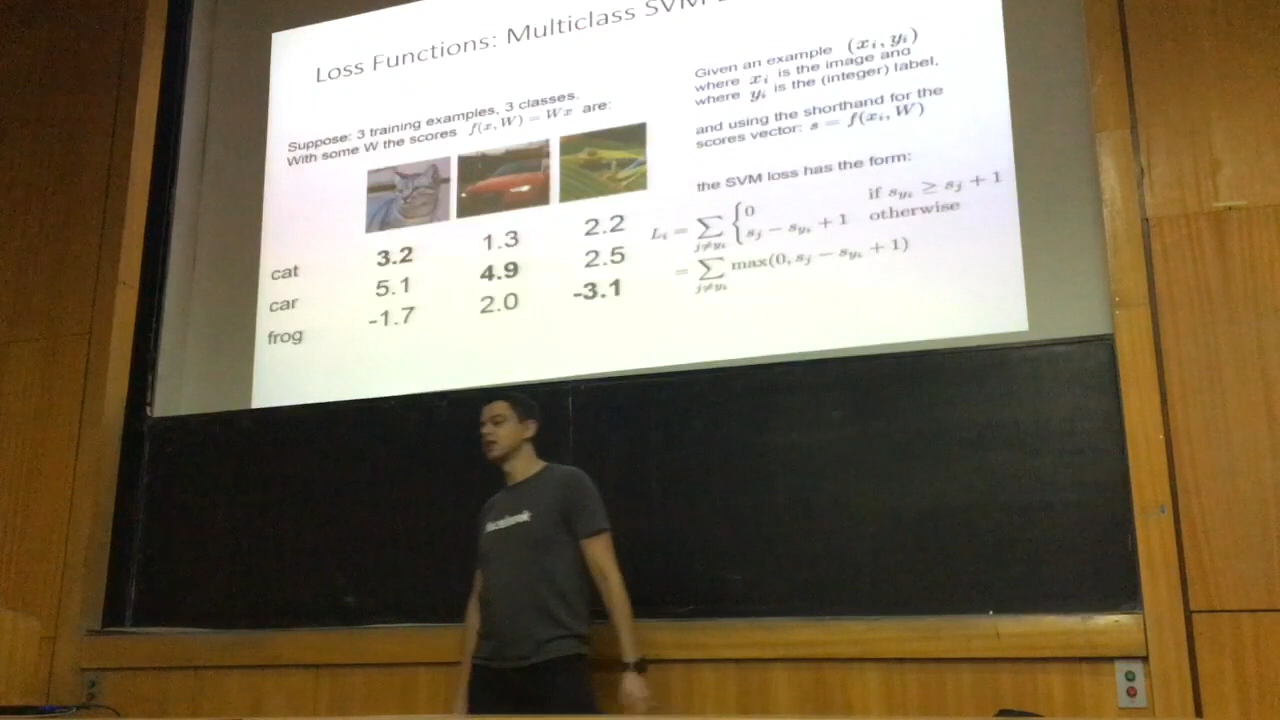 Loss Functions: Multiclass SVM
Suppose: 3 training examples, 3 classes.
With some W the scores f(x, W) = Wx are:
cat 3.2 1.3 2.2
car 5.1 4.9 2.5
frog -1.7 2.0 -3.1
Given an example (x_i, y_i)
where x_i is the image and
where y_i is the (integer) label,
and using the shorthand for the
scores vector: s = f(x_i, W)
the SVM loss has the form:
L_i = ∑_{j≠y_i} { 0 if s_{y_i} ≥ s_j + 1
s_j − s_{y_i} + 1 otherwise
= ∑_{j≠y_i} max(0, s_j − s_{y_i} + 1)
facebook